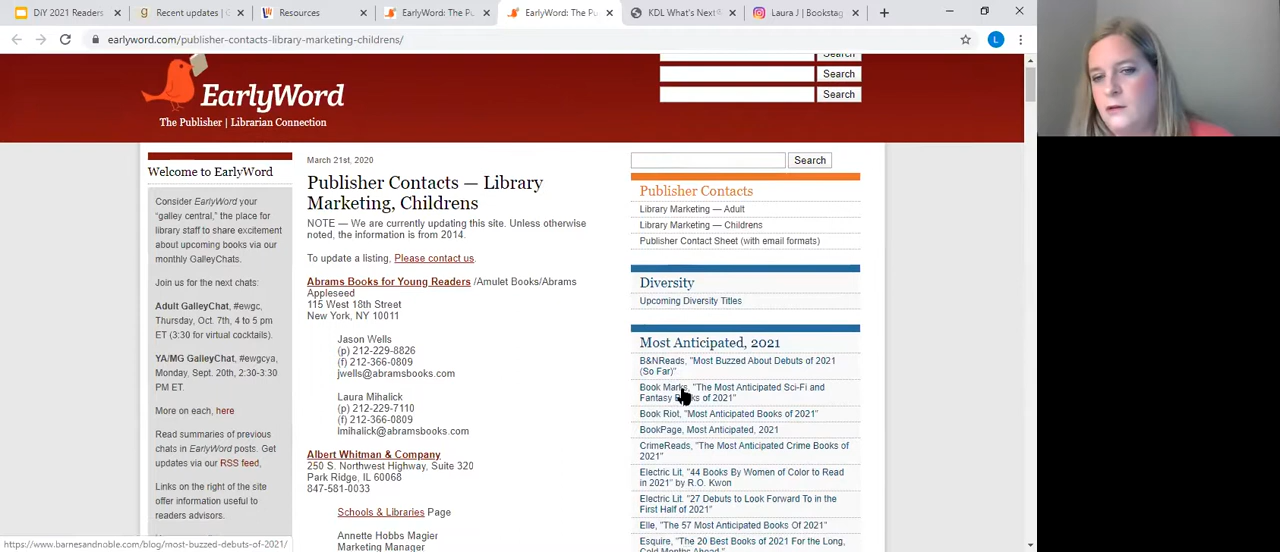 DIY 2021 Readers
Recent updates | G
Resources
EarlyWord: The P
EarlyWord: The Pu
KDL What's Next®
Laura J | Bookstag
earlyword.com/publisher-contacts-library-marketing-childrens/
L
EarlyWord
The Publisher | Librarian Connection
Search
Search
Search
Welcome to EarlyWord
Consider EarlyWord your
"galley central," the place for
library staff to share excitement
about upcoming books via our
monthly GalleyChats.
Join us for the next chats:
Adult GalleyChat, #ewgc,
Thursday, Oct. 7th, 4 to 5 pm
ET (3:30 for virtual cocktails).
YA/MG GalleyChat, #ewgcya,
Monday, Sept. 20th, 2:30-3:30
PM ET.
More on each, here
Read summaries of previous
chats in EarlyWord posts. Get
updates via our RSS feed,
Links on the right of the site
offer information useful to
readers advisors.
March 21st, 2020
Publisher Contacts — Library
Marketing, Childrens
NOTE — We are currently updating this site. Unless otherwise
noted, the information is from 2014.
To update a listing, Please contact us.
Abrams Books for Young Readers /Amulet Books/Abrams
Appleseed
115 West 18th Street
New York, NY 10011
Jason Wells
(p) 212-229-8826
(f) 212-366-0809
jwells@abramsbooks.com
Laura Mihalick
(p) 212-229-7110
(f) 212-366-0809
lmihalick@abramsbooks.com
Albert Whitman & Company
250 S. Northwest Highway, Suite 320
Park Ridge, IL 60068
847-581-0033
Schools & Libraries Page
Annette Hobbs Magier
Marketing Manager
Search
Publisher Contacts
Library Marketing — Adult
Library Marketing — Childrens
Publisher Contact Sheet (with email formats)
Diversity
Upcoming Diversity Titles
Most Anticipated, 2021
B&NReads, "Most Buzzed About Debuts of 2021
(So Far)"
Book Marks, "The Most Anticipated Sci-Fi and
Fantasy of 2021"
Book Riot, "Most Anticipated Books of 2021"
BookPage, Most Anticipated, 2021
CrimeReads, "The Most Anticipated Crime Books of
2021"
Electric Lit, "44 Books By Women of Color to Read
in 2021" by R.O. Kwon
Electric Lit. "27 Debuts to Look Forward To in the
First Half of 2021"
Elle, "The 57 Most Anticipated Books Of 2021"
Esquire, "The 20 Best Books of 2021 For the Long,
Cold Months Ahead
https://www.barnesandnoble.com/blog/most-buzzed-debuts-of-2021/